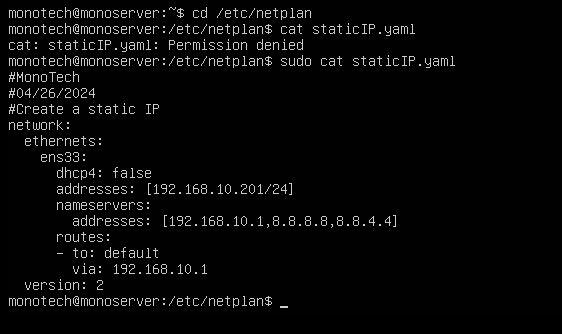 monotech@monoserver:~$ cd /etc/netplan
monotech@monoserver:/etc/netplan$ cat staticIP.yaml
cat: staticIP.yaml: Permission denied
monotech@monoserver:/etc/netplan$ sudo cat staticIP.yaml
#MonoTech
#04/26/2024
#Create a static IP
network:
  ethernets:
    ens33:
      dhcp4: false
      addresses: [192.168.10.201/24]
      nameservers:
        addresses: [192.168.10.1,8.8.8.8,8.8.4.4]
      routes:
      - to: default
        via: 192.168.10.1
  version: 2
monotech@monoserver:/etc/netplan$ _